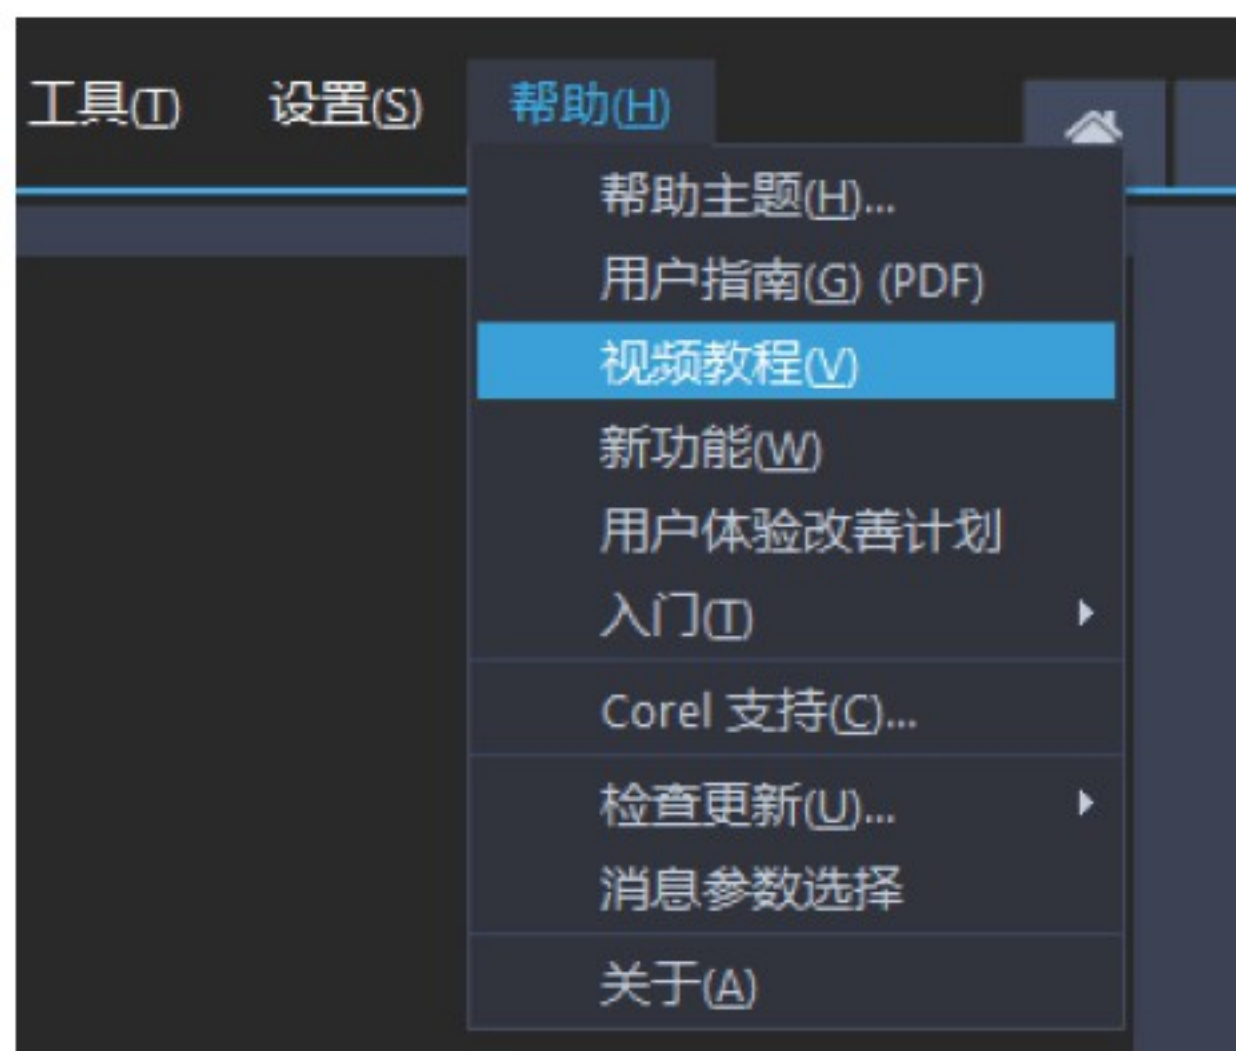 工具(T) 设置(S) 帮助(H)
帮助主题(H)...
用户指南(G) (PDF)
视频教程(V)
新功能(W)
用户体验改善计划
入门(T)
Corel 支持(C)...
检查更新(U)...
消息参数选择
关于(A)